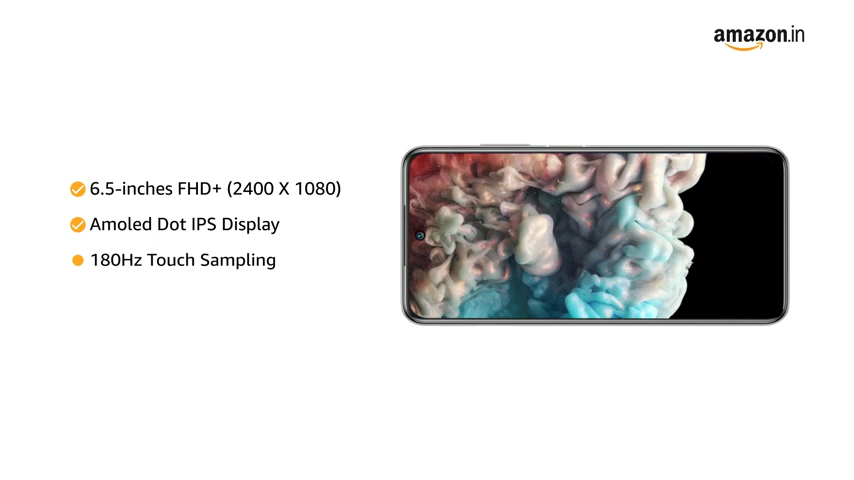 amazon.in
6.5-inches FHD+ (2400 X 1080)
Amoled Dot IPS Display
180Hz Touch Sampling